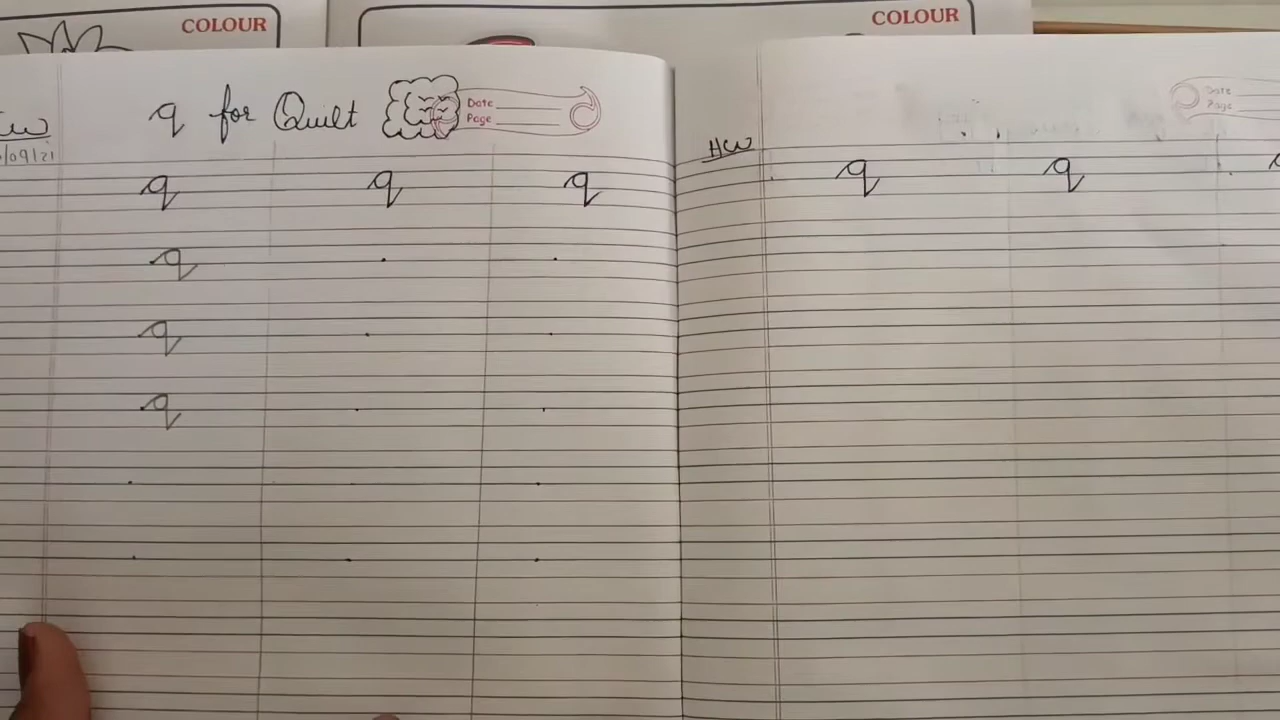 COLOUR
COLOUR
q for Quilt
Date
Page
q q q
q
q
q
HW
Date
Page
q q